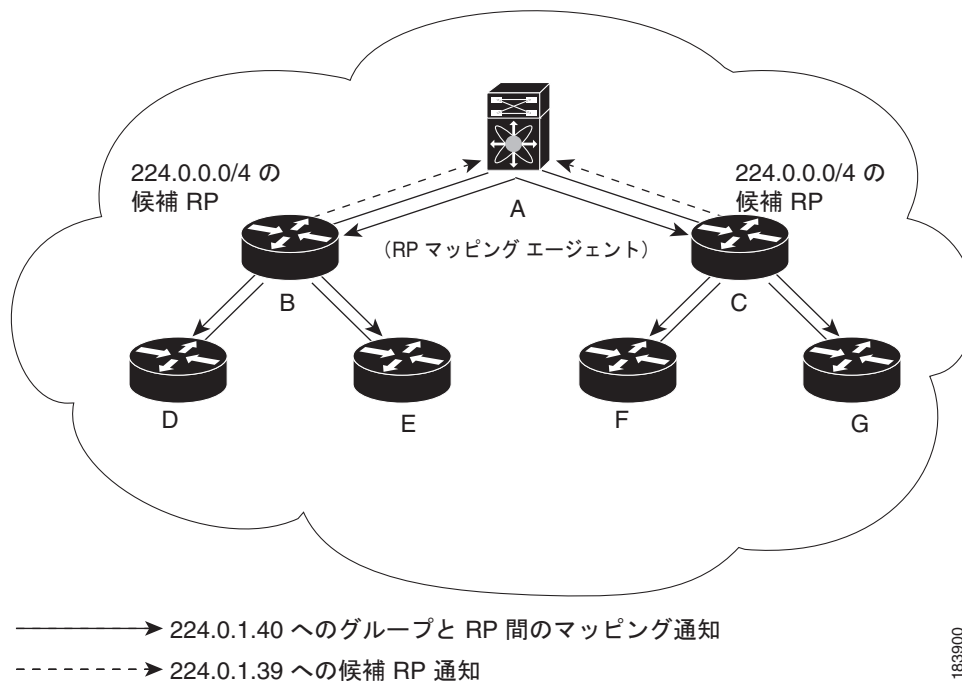 224.0.0.0/4 の
候補 RP
224.0.0.0/4 の
候補 RP
A
(RP マッピング エージェント)
B
C
D
E
F
G
224.0.1.40 へのグループと RP 間のマッピング通知
224.0.1.39 への候補 RP 通知
183900